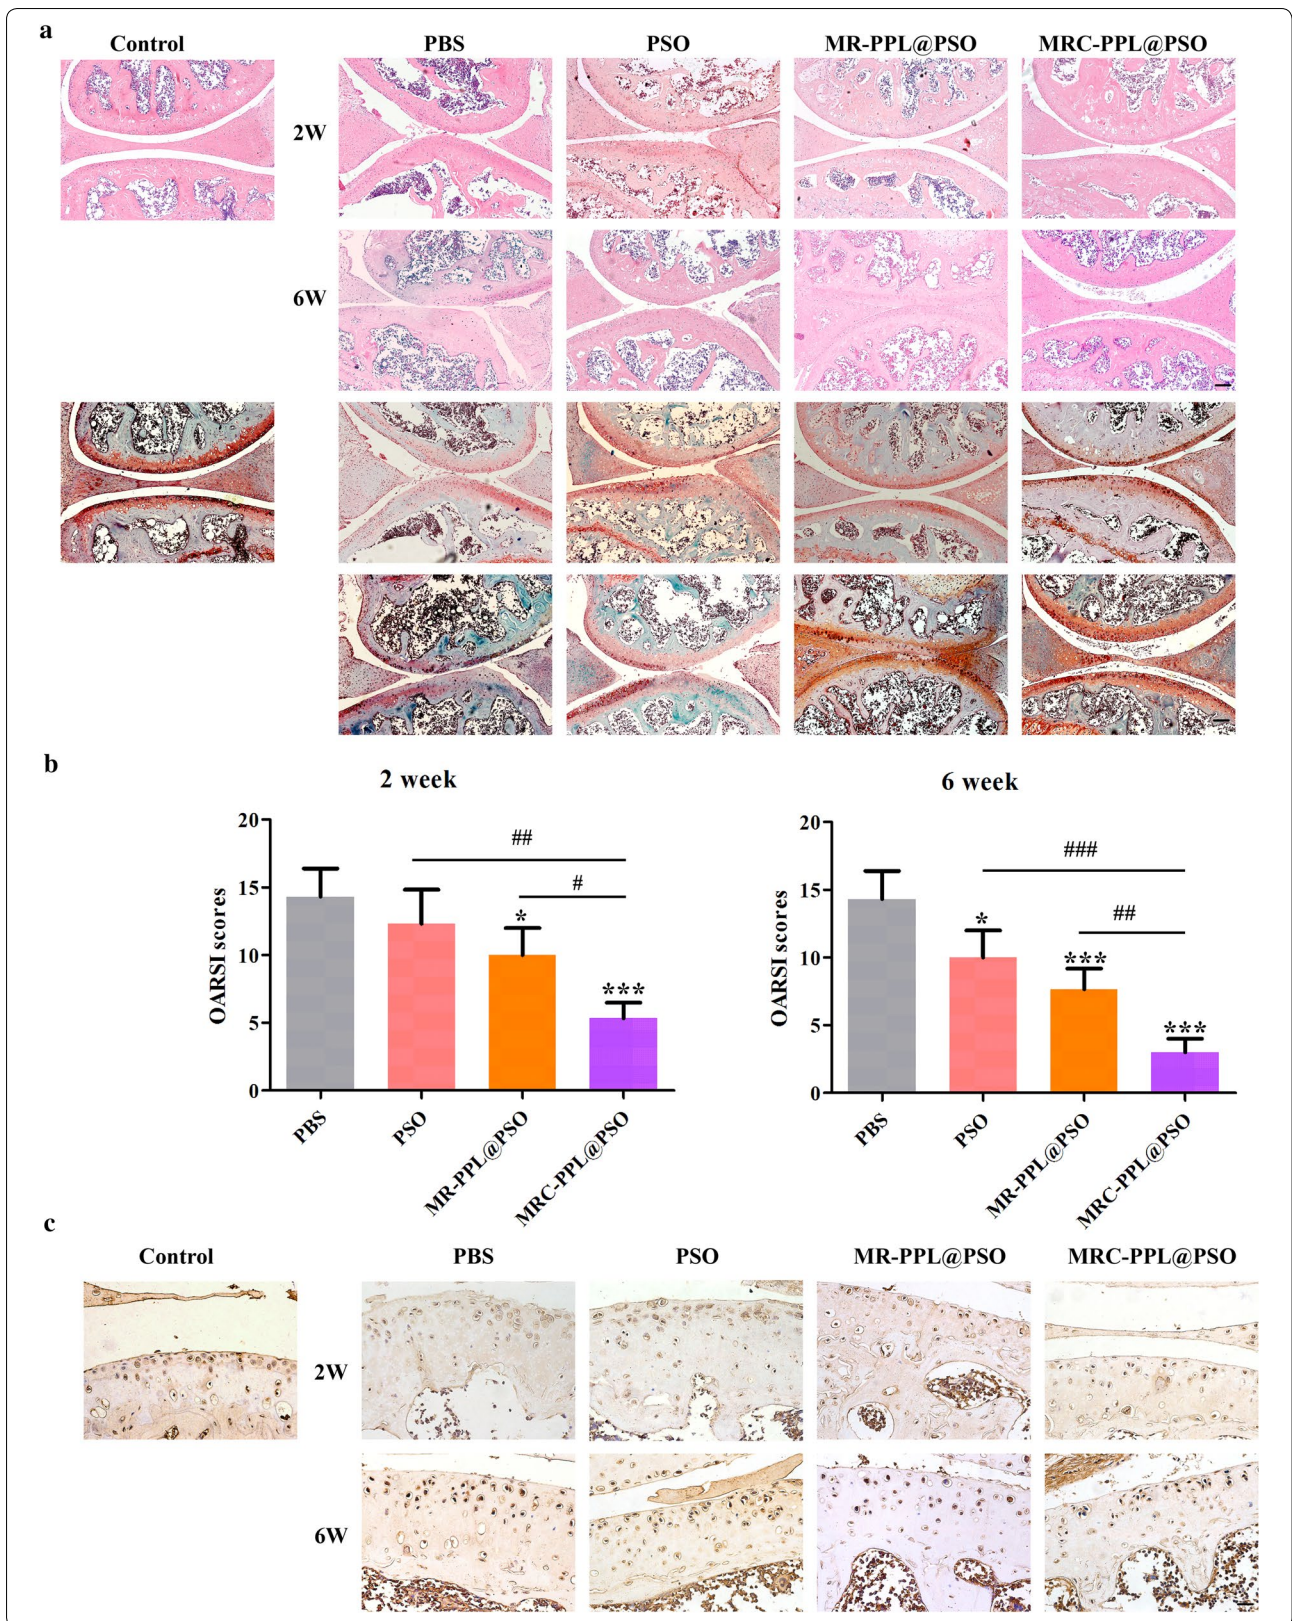 a
Control PBS PSO MR-PPL@PSO MRC-PPL@PSO
2W
6W
b
2 week
20
15
10
5
0
OARSI scores
##
#
*
***
PBS
PSO
MR-PPL@PSO
MRC-PPL@PSO
6 week
20
15
10
5
0
OARSI scores
###
##
*
***
***
PBS
PSO
MR-PPL@PSO
MRC-PPL@PSO
c
Control PBS PSO MR-PPL@PSO MRC-PPL@PSO
2W
6W